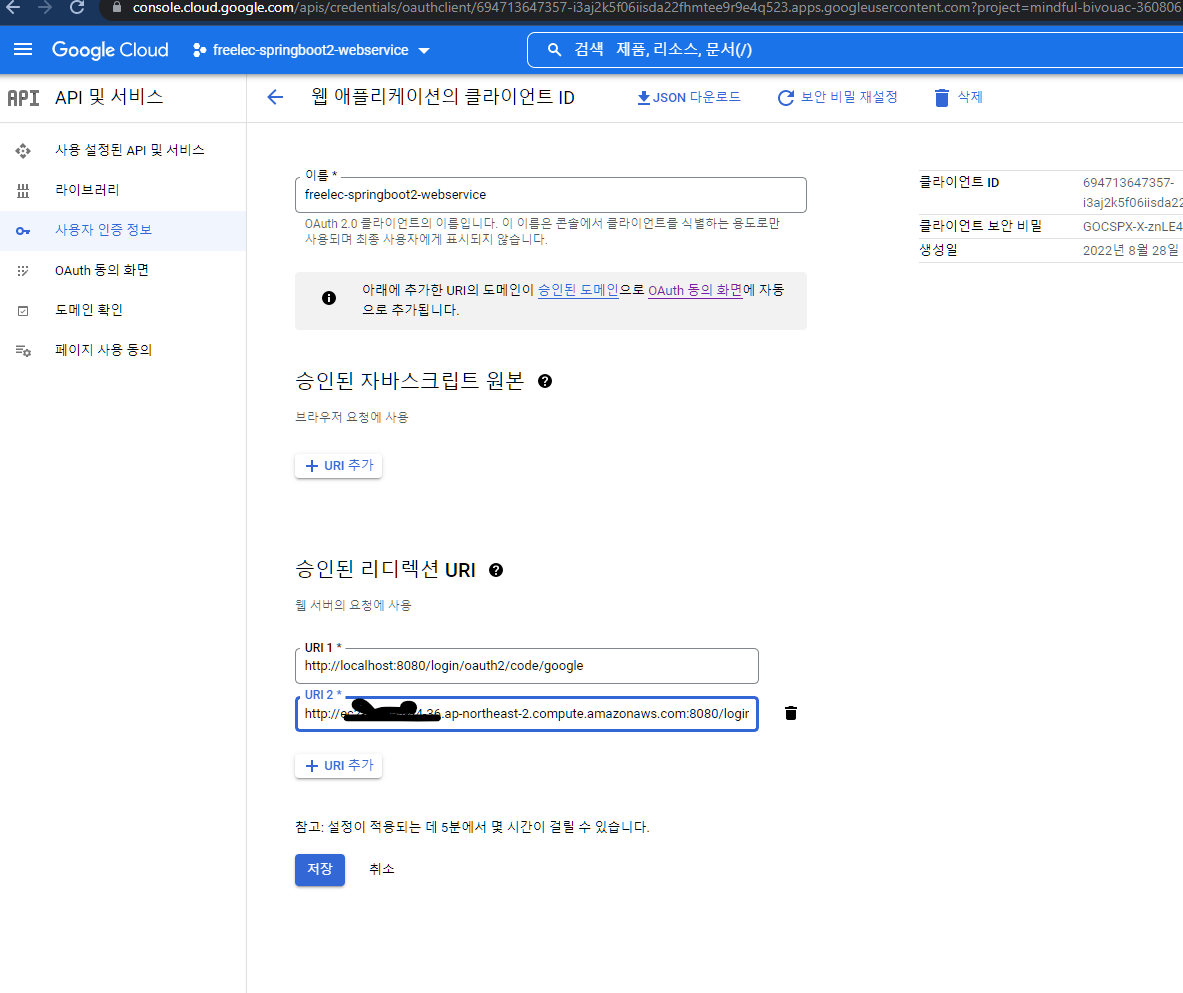 console.cloud.google.com/apis/credentials/oauthclient/694713647357-i3aj2k5f06iisda22fhmtee9r9e4q523.apps.googleusercontent.com?project=mindful-bivouac-360806
Google Cloud
freelec-springboot2-webservice
검색 제품, 리소스, 문서(/)
API API 및 서비스
웹 애플리케이션의 클라이언트 ID
JSON 다운로드
보안 비밀 재설정
삭제
사용 설정된 API 및 서비스
라이브러리
사용자 인증 정보
OAuth 동의 화면
도메인 확인
페이지 사용 동의
이름 *
freelec-springboot2-webservice
OAuth 2.0 클라이언트의 이름입니다. 이 이름은 콘솔에서 클라이언트를 식별하는 용도로만
사용되며 최종 사용자에게 표시되지 않습니다.
아래에 추가한 URI의 도메인이 승인된 도메인으로 OAuth 동의 화면에 자동
으로 추가됩니다.
승인된 자바스크립트 원본
브라우저 요청에 사용
URI 추가
승인된 리디렉션 URI
웹 서버의 요청에 사용
URI 1 *
http://localhost:8080/login/oauth2/code/google
URI 2 *
.ap-northeast-2.compute.amazonaws.com:8080/login
URI 추가
참고: 설정이 적용되는 데 5분에서 몇 시간이 걸릴 수 있습니다.
저장
취소
클라이언트 ID
694713647357-
i3aj2k5f06iisda22
클라이언트 보안 비밀
GOCSPX-X-znLE4
생성일
2022년 8월 28일